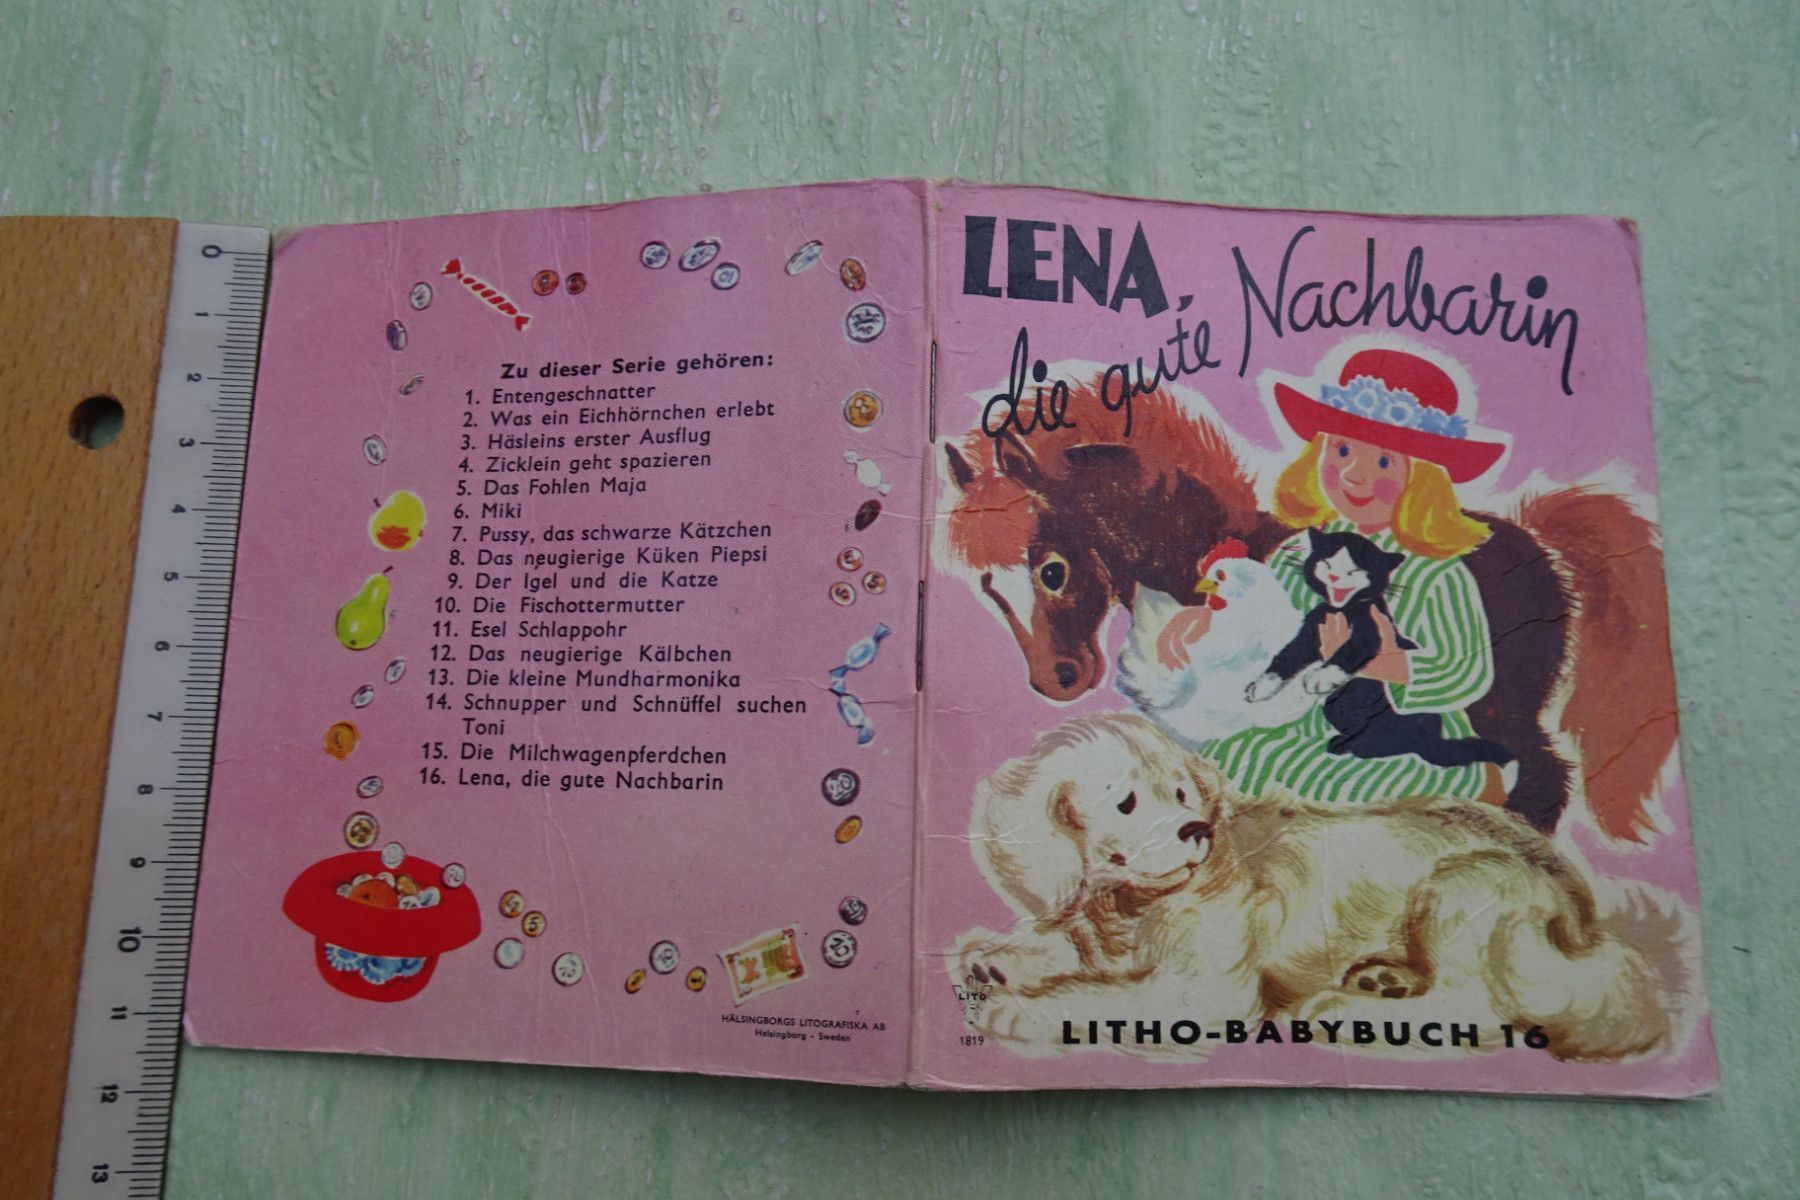 Zu dieser Serie gehören:
1. Entengeschnatter
2. Was ein Eichhörnchen erlebt
3. Häsleins erster Ausflug
4. Zicklein geht spazieren
5. Das Fohlen Maja
6. Miki
7. Pussy, das schwarze Kätzchen
8. Das neugierige Küken Piepsi
9. Der Igel und die Katze
10. Die Fischottermutter
11. Esel Schlappohr
12. Das neugierige Kälbchen
13. Die kleine Mundharmonika
14. Schnupper und Schnüffel suchen
Toni
15. Die Milchwagenpferdchen
16. Lena, die gute Nachbarin
HÄLSINGBORGS LITOGRAFISKA AB
Helsingborg - Sweden
LENA,
die gute Nachbarin
LITO
1819
LITHO-BABYBUCH 16
0
1
2
3
4
5
6
7
8
9
10
11
12
13